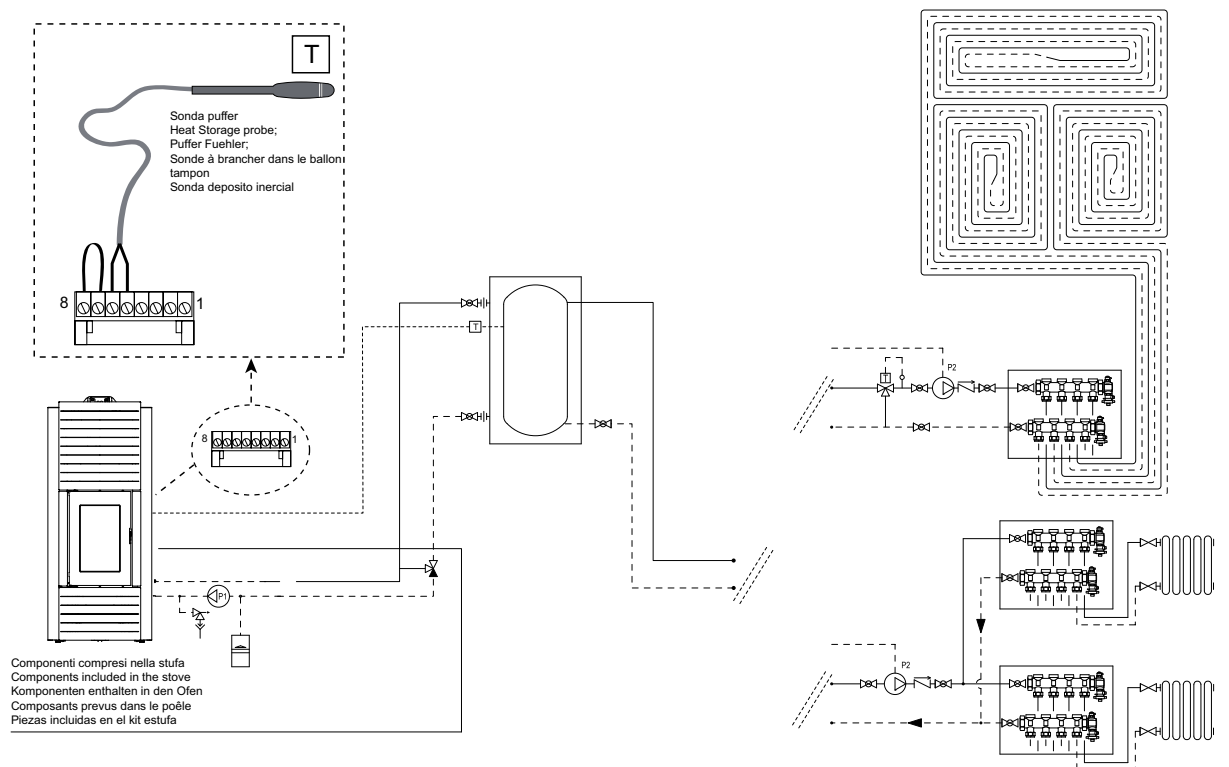 T
Sonda puffer
Heat Storage probe;
Puffer Fuehler;
Sonde à brancher dans le ballon
tampon
Sonda deposito inercial
8
1
T
T
P2
8
1
P1
Componenti compresi nella stufa
Components included in the stove
Komponenten enthalten in den Ofen
Composants prevus dans le poêle
Piezas incluidas en el kit estufa
P2